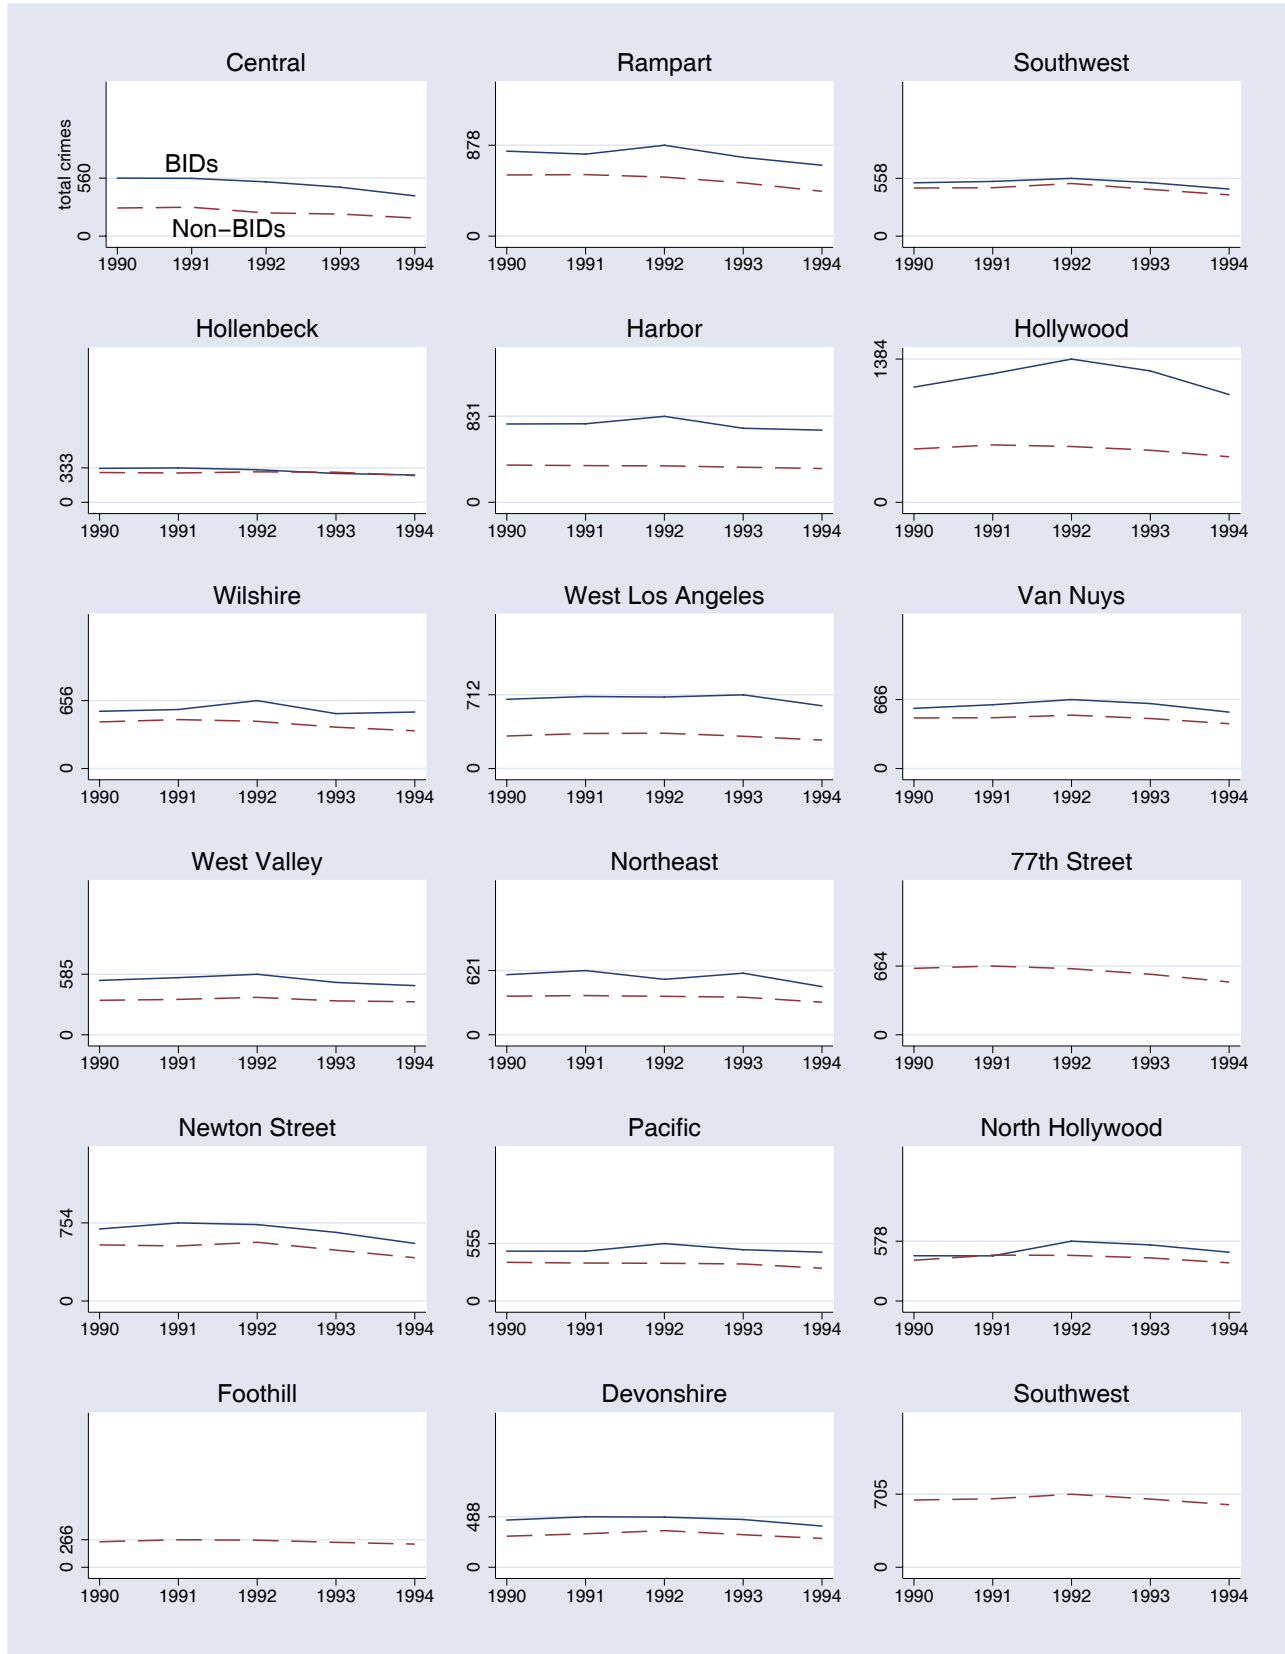 Central
total crimes
560
0
BIDs
Non−BIDs
1990 1991 1992 1993 1994
Rampart
878
0
1990 1991 1992 1993 1994
Southwest
558
0
1990 1991 1992 1993 1994
Hollenbeck
333
0
1990 1991 1992 1993 1994
Harbor
831
0
1990 1991 1992 1993 1994
Hollywood
1384
0
1990 1991 1992 1993 1994
Wilshire
656
0
1990 1991 1992 1993 1994
West Los Angeles
712
0
1990 1991 1992 1993 1994
Van Nuys
666
0
1990 1991 1992 1993 1994
West Valley
585
0
1990 1991 1992 1993 1994
Northeast
621
0
1990 1991 1992 1993 1994
77th Street
664
0
1990 1991 1992 1993 1994
Newton Street
754
0
1990 1991 1992 1993 1994
Pacific
555
0
1990 1991 1992 1993 1994
North Hollywood
578
0
1990 1991 1992 1993 1994
Foothill
266
0
1990 1991 1992 1993 1994
Devonshire
488
0
1990 1991 1992 1993 1994
Southwest
705
0
1990 1991 1992 1993 1994